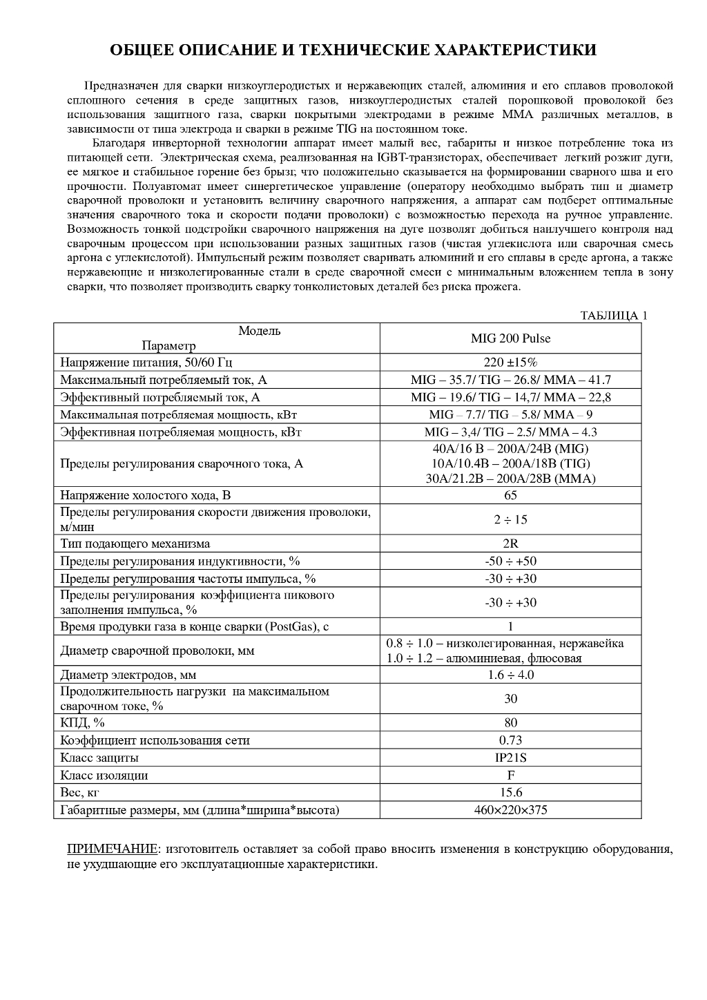 ОБЩЕЕ ОПИСАНИЕ И ТЕХНИЧЕСКИЕ ХАРАКТЕРИСТИКИ
Предназначен для сварки низкоуглеродистых и нержавеющих сталей, алюминия и его сплавов проволокой
сплошного сечения в среде защитных газов, низкоуглеродистых сталей порошковой проволокой без
использования защитного газа, сварки покрытыми электродами в режиме ММА различных металлов, в
зависимости от типа электрода и сварки в режиме TIG на постоянном токе.
Благодаря инверторной технологии аппарат имеет малый вес, габариты и низкое потребление тока из
питающей сети. Электрическая схема, реализованная на IGBT-транзисторах, обеспечивает легкий розжиг дуги,
ее мягкое и стабильное горение без брызг, что положительно сказывается на формировании сварного шва и его
прочности. Полуавтомат имеет синергетическое управление (оператору необходимо выбрать тип и диаметр
сварочной проволоки и установить величину сварочного напряжения, а аппарат сам подберет оптимальные
значения сварочного тока и скорости подачи проволоки) с возможностью перехода на ручное управление.
Возможность тонкой подстройки сварочного напряжения на дуге позволят добиться наилучшего контроля над
сварочным процессом при использовании разных защитных газов (чистая углекислота или сварочная смесь
аргона с углекислотой). Импульсный режим позволяет сваривать алюминий и его сплавы в среде аргона, а также
нержавеющие и низколегированные стали в среде сварочной смеси с минимальным вложением тепла в зону
сварки, что позволяет производить сварку тонколистовых деталей без риска прожега.
ТАБЛИЦА 1
Модель
Параметр
MIG 200 Pulse
Напряжение питания, 50/60 Гц
220 ±15%
Максимальный потребляемый ток, А
MIG – 35.7/ TIG – 26.8/ MMA – 41.7
Эффективный потребляемый ток, А
MIG – 19.6/ TIG – 14,7/ MMA – 22,8
Максимальная потребляемая мощность, кВт
MIG – 7.7/ TIG – 5.8/ MMA – 9
Эффективная потребляемая мощность, кВт
MIG – 3,4/ TIG – 2.5/ MMA – 4.3
Пределы регулирования сварочного тока, А
40А/16 В – 200А/24В (MIG)
10А/10.4В – 200А/18В (TIG)
30А/21.2В – 200А/28В (MMA)
Напряжение холостого хода, В
65
Пределы регулирования скорости движения проволоки,
м/мин
2 ÷ 15
Тип подающего механизма
2R
Пределы регулирования индуктивности, %
-50 ÷ +50
Пределы регулирования частоты импульса, %
-30 ÷ +30
Пределы регулирования коэффициента пикового
заполнения импульса, %
-30 ÷ +30
Время продувки газа в конце сварки (PostGas), с
1
Диаметр сварочной проволоки, мм
0.8 ÷ 1.0 – низколегированная, нержавейка
1.0 ÷ 1.2 – алюминиевая, флюсовая
Диаметр электродов, мм
1.6 ÷ 4.0
Продолжительность нагрузки на максимальном
сварочном токе, %
30
КПД, %
80
Коэффициент использования сети
0.73
Класс защиты
IP21S
Класс изоляции
F
Вес, кг
15.6
Габаритные размеры, мм (длина*ширина*высота)
460×220×375
ПРИМЕЧАНИЕ: изготовитель оставляет за собой право вносить изменения в конструкцию оборудования,
не ухудшающие его эксплуатационные характеристики.